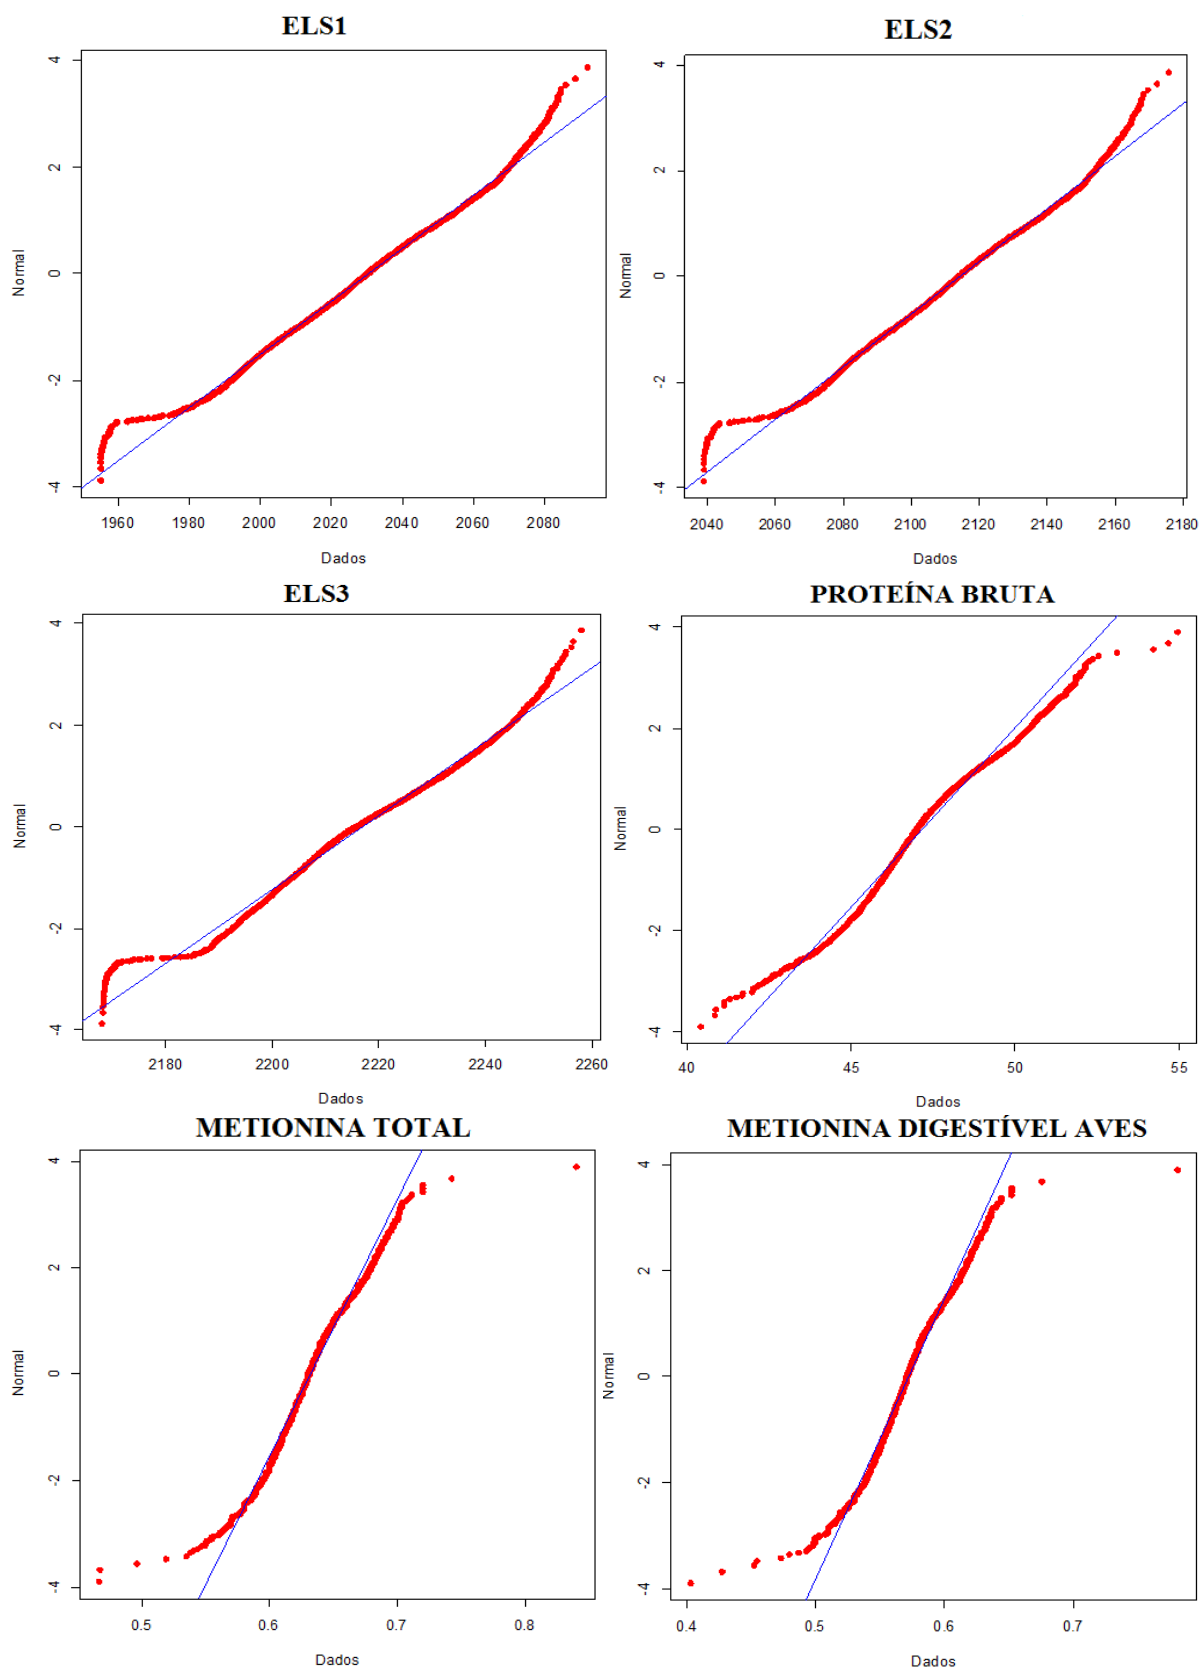 ELS1
4
2
0
-2
-4
Normal
1960 1980 2000 2020 2040 2060 2080
Dados
ELS2
4
2
0
-2
-4
Normal
2040 2060 2080 2100 2120 2140 2160 2180
Dados
ELS3
4
2
0
-2
-4
Normal
2180 2200 2220 2240 2260
Dados
PROTEÍNA BRUTA
4
2
0
-2
-4
Normal
40 45 50 55
Dados
METIONINA TOTAL
4
2
0
-2
-4
Normal
0.5 0.6 0.7 0.8
Dados
METIONINA DIGESTÍVEL AVES
4
2
0
-2
-4
Normal
0.4 0.5 0.6 0.7
Dados